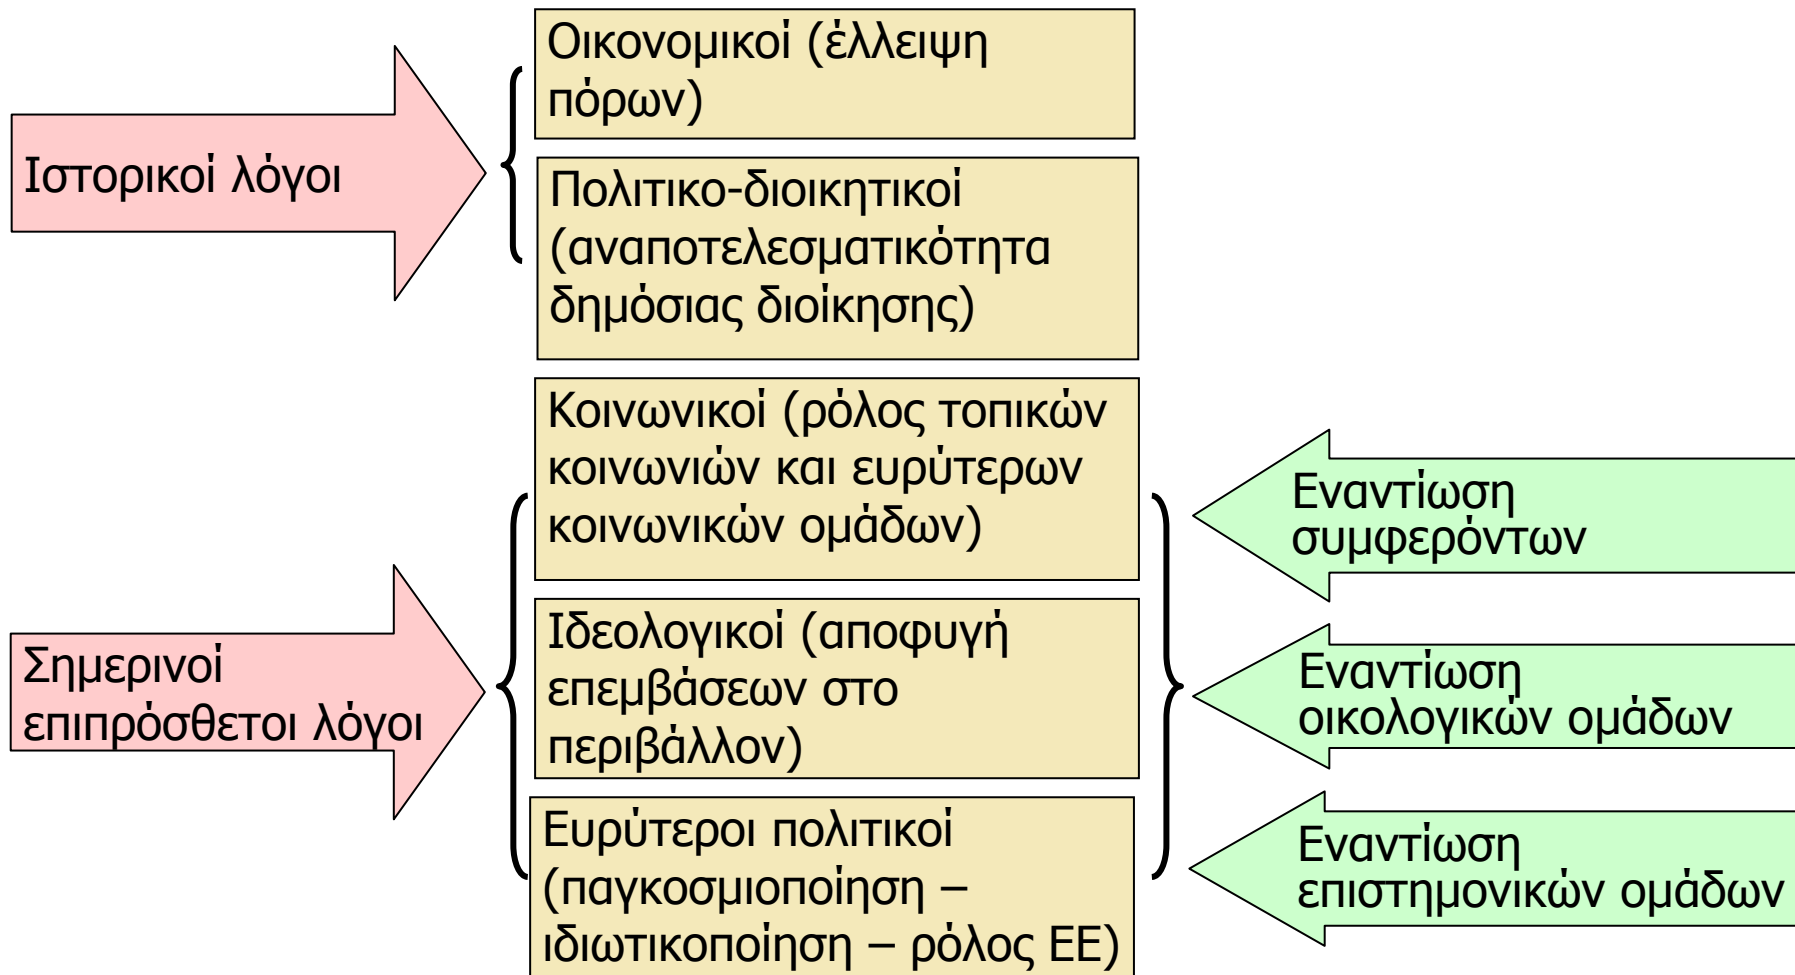 Ιστορικοί λόγοι
Οικονομικοί (έλλειψη
πόρων)
Πολιτικο-διοικητικοί
(αναποτελεσματικότητα
δημόσιας διοίκησης)
Σημερινοί
επιπρόσθετοι λόγοι
Κοινωνικοί (ρόλος τοπικών
κοινωνιών και ευρύτερων
κοινωνικών ομάδων)
Ιδεολογικοί (αποφυγή
επεμβάσεων στο
περιβάλλον)
Ευρύτεροι πολιτικοί
(παγκοσμιοποίηση –
ιδιωτικοποίηση – ρόλος ΕΕ)
Εναντίωση
συμφερόντων
Εναντίωση
οικολογικών ομάδων
Εναντίωση
επιστημονικών ομάδων